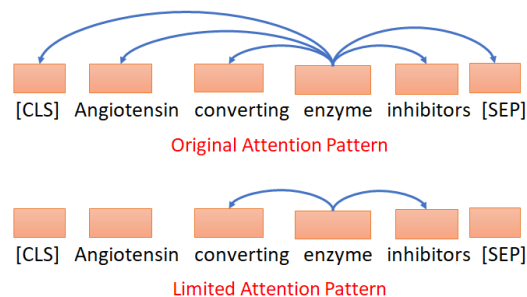 [CLS] Angiotensin converting enzyme inhibitors [SEP]
Original Attention Pattern
[CLS] Angiotensin converting enzyme inhibitors [SEP]
Limited Attention Pattern